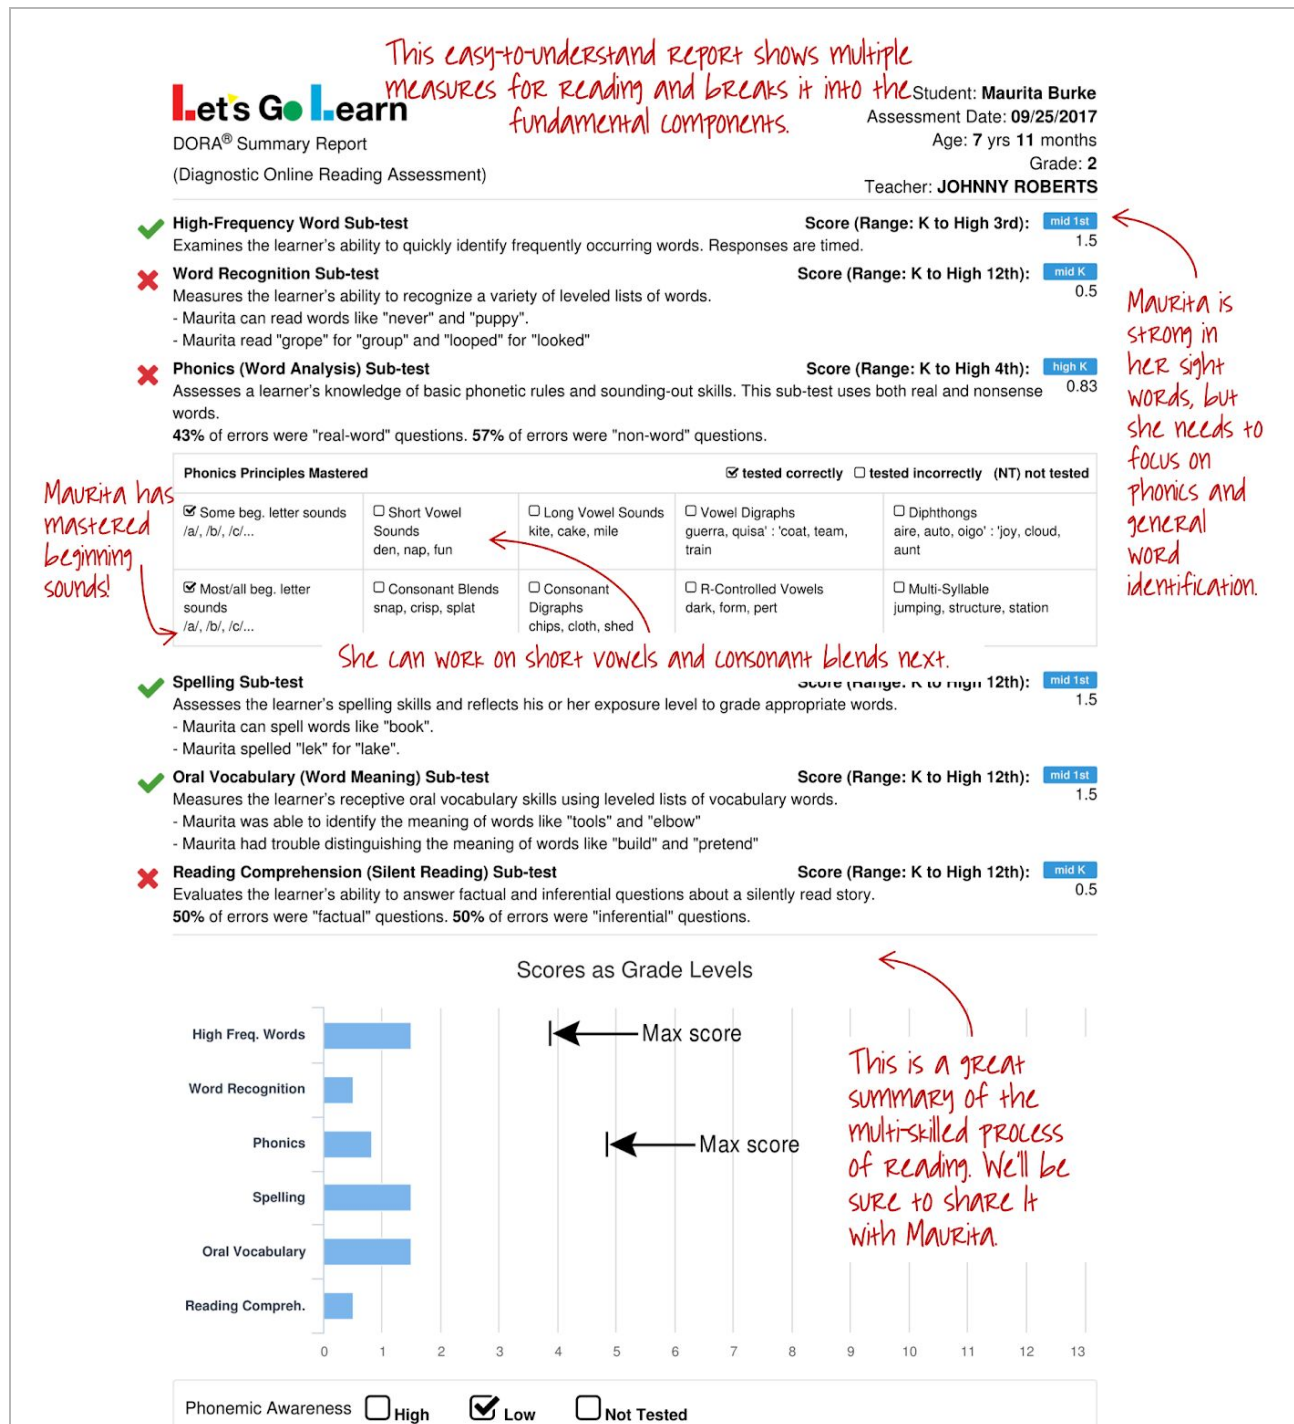 This easy-to-understand report shows multiple
measures for reading and breaks it into the
fundamental components.
Let's Go Learn
DORA® Summary Report
(Diagnostic Online Reading Assessment)
Student: Maurita Burke
Assessment Date: 09/25/2017
Age: 7 yrs 11 months
Grade: 2
Teacher: JOHNNY ROBERTS
High-Frequency Word Sub-test Score (Range: K to High 3rd): mid 1st
Examines the learner's ability to quickly identify frequently occurring words. Responses are timed. 1.5
Word Recognition Sub-test Score (Range: K to High 12th): mid K
Measures the learner's ability to recognize a variety of leveled lists of words. 0.5
- Maurita can read words like "never" and "puppy".
- Maurita read "grope" for "group" and "looped" for "looked"
Phonics (Word Analysis) Sub-test Score (Range: K to High 4th): high K
Assesses a learner's knowledge of basic phonetic rules and sounding-out skills. This sub-test uses both real and nonsense 0.83
words.
43% of errors were "real-word" questions. 57% of errors were "non-word" questions.
Maurita is
strong in
her sight
words, but
she needs to
focus on
phonics and
general
word
identification.
Phonics Principles Mastered tested correctly tested incorrectly (NT) not tested
Some beg. letter sounds
/a/, /b/, /c/...
Short Vowel
Sounds
den, nap, fun
Long Vowel Sounds
kite, cake, mile
Vowel Digraphs
guerra, quisa' : 'coat, team,
train
Diphthongs
aire, auto, oigo' : 'joy, cloud,
aunt
Most/all beg. letter
sounds
/a/, /b/, /c/...
Consonant Blends
snap, crisp, splat
Consonant
Digraphs
chips, cloth, shed
R-Controlled Vowels
dark, form, pert
Multi-Syllable
jumping, structure, station
Maurita has
mastered
beginning
sounds!
She can work on short vowels and consonant blends next.
Spelling Sub-test Score (Range: K to High 12th): mid 1st
Assesses the learner's spelling skills and reflects his or her exposure level to grade appropriate words. 1.5
- Maurita can spell words like "book".
- Maurita spelled "lek" for "lake".
Oral Vocabulary (Word Meaning) Sub-test Score (Range: K to High 12th): mid 1st
Measures the learner's receptive oral vocabulary skills using leveled lists of vocabulary words. 1.5
- Maurita was able to identify the meaning of words like "tools" and "elbow"
- Maurita had trouble distinguishing the meaning of words like "build" and "pretend"
Reading Comprehension (Silent Reading) Sub-test Score (Range: K to High 12th): mid K
Evaluates the learner's ability to answer factual and inferential questions about a silently read story. 0.5
50% of errors were "factual" questions. 50% of errors were "inferential" questions.
Scores as Grade Levels
High Freq. Words
Max score
Word Recognition
Phonics
Max score
Spelling
Oral Vocabulary
Reading Compreh.
0 1 2 3 4 5 6 7 8 9 10 11 12 13
This is a great
summary of the
multi-skilled process
of reading. We'll be
sure to share it
with Maurita.
Phonemic Awareness High Low Not Tested